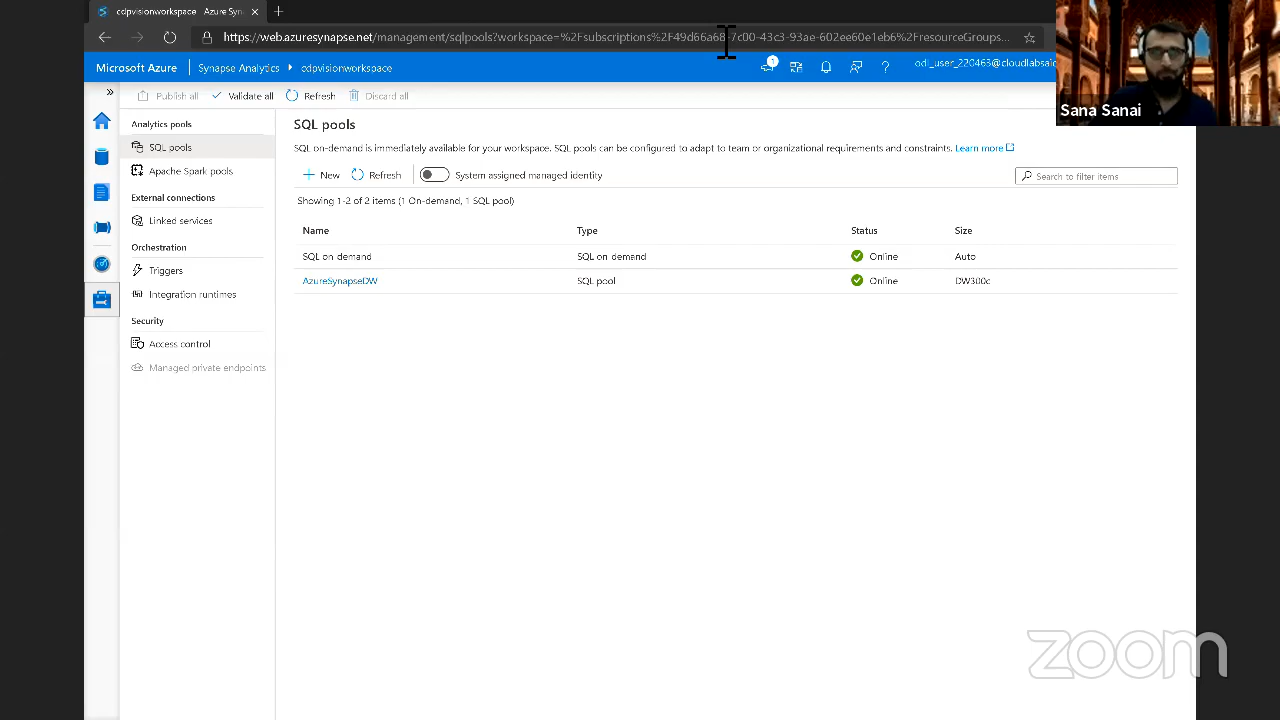 cdpvisionworkspace - Azure Syn
https://web.azuresynapse.net/management/sqlpools?workspace=%2Fsubscriptions%2F49d66a68-7c00-43c3-93ae-602ee60e1eb6%2FresourceGroups...
Microsoft Azure
Synapse Analytics
cdpvisionworkspace
1
odl_user_220463@cloudlabsai
Sana Sanai
Publish all
Validate all
Refresh
Discard all
Analytics pools
SQL pools
Apache Spark pools
External connections
Linked services
Orchestration
Triggers
Integration runtimes
Security
Access control
Managed private endpoints
SQL pools
SQL on-demand is immediately available for your workspace. SQL pools can be configured to adapt to team or organizational requirements and constraints. Learn more
New
Refresh
System assigned managed identity
Search to filter items
Showing 1-2 of 2 items (1 On-demand, 1 SQL pool)
Name Type Status Size
SQL on-demand SQL on-demand Online Auto
AzureSynapseDW SQL pool Online DW300c
zoom